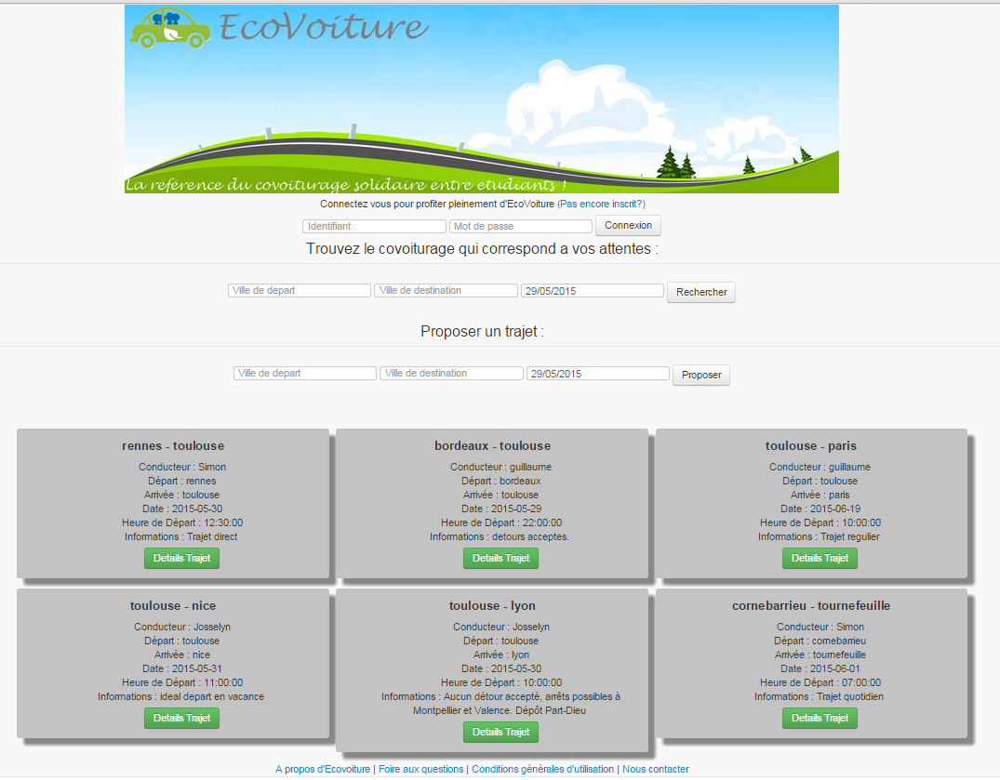 EcoVoiture
La référence du covoiturage solidaire entre étudiants !
Connectez vous pour profiter pleinement d'EcoVoiture (Pas encore inscrit?)
Identifiant Mot de passe Connexion
Trouvez le covoiturage qui correspond a vos attentes :
Ville de depart Ville de destination 29/05/2015 Rechercher
Proposer un trajet :
Ville de depart Ville de destination 29/05/2015 Proposer
rennes - toulouse
Conducteur : Simon
Départ : rennes
Arrivée : toulouse
Date : 2015-05-30
Heure de Départ : 12:30:00
Informations : Trajet direct
Details Trajet
bordeaux - toulouse
Conducteur : guillaume
Départ : bordeaux
Arrivée : toulouse
Date : 2015-05-29
Heure de Départ : 22:00:00
Informations : detours acceptes.
Details Trajet
toulouse - paris
Conducteur : guillaume
Départ : toulouse
Arrivée : paris
Date : 2015-06-19
Heure de Départ : 10:00:00
Informations : Trajet regulier
Details Trajet
toulouse - nice
Conducteur : Josselyn
Départ : toulouse
Arrivée : nice
Date : 2015-05-31
Heure de Départ : 11:00:00
Informations : ideal depart en vacance
Details Trajet
toulouse - lyon
Conducteur : Josselyn
Départ : toulouse
Arrivée : lyon
Date : 2015-05-30
Heure de Départ : 10:00:00
Informations : Aucun détour accepté, arrêts possibles à
Montpellier et Valence. Dépôt Part-Dieu
Details Trajet
cornebarrieu - tournefeuille
Conducteur : Simon
Départ : cornebarrieu
Arrivée : tournefeuille
Date : 2015-06-01
Heure de Départ : 07:00:00
Informations : Trajet quotidien
Details Trajet
A propos d'Ecovoiture | Foire aux questions | Conditions générales d'utilisation | Nous contacter